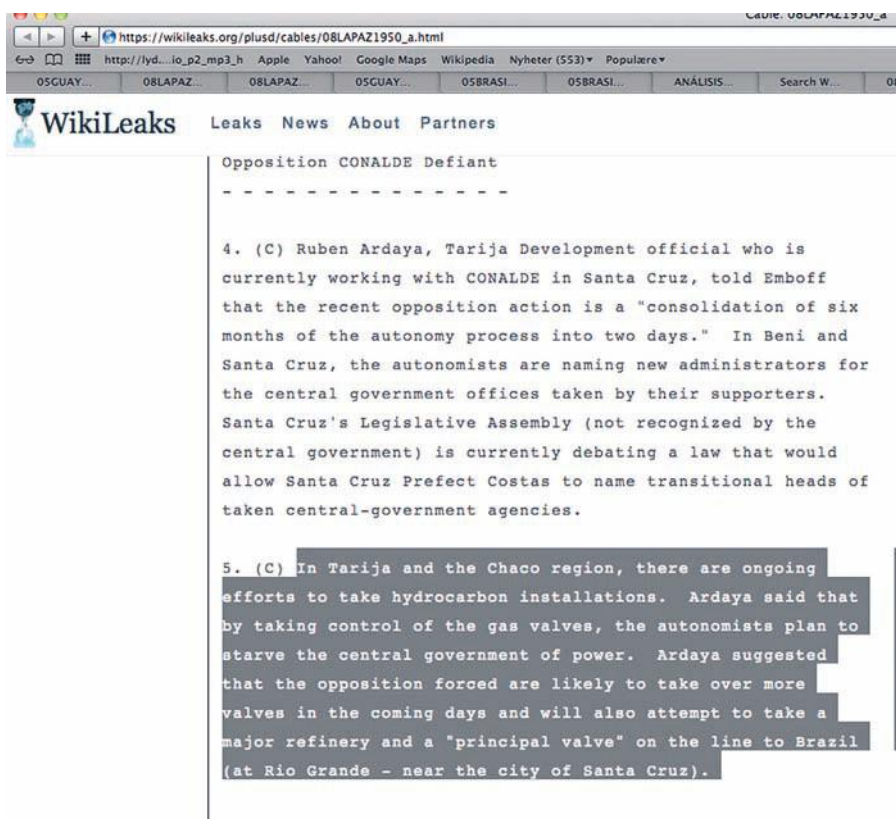 Cable: 08LAPAZ1950_a
https://wikileaks.org/plusd/cables/08LAPAZ1950_a.html
http://lyd....io_p2_mp3_h Apple Yahoo! Google Maps Wikipedia Nyheter (553) Populære
05GUAY... 08LAPAZ... 08LAPAZ... 05GUAY... 05BRASI... 05BRASI... ANÁLISIS... Search W...
WikiLeaks Leaks News About Partners
Opposition CONALDE Defiant
- - - - - - - - - - - - - -
4. (C) Ruben Ardaya, Tarija Development official who is
currently working with CONALDE in Santa Cruz, told Emboff
that the recent opposition action is a "consolidation of six
months of the autonomy process into two days." In Beni and
Santa Cruz, the autonomists are naming new administrators for
the central government offices taken by their supporters.
Santa Cruz's Legislative Assembly (not recognized by the
central government) is currently debating a law that would
allow Santa Cruz Prefect Costas to name transitional heads of
taken central-government agencies.
5. (C) In Tarija and the Chaco region, there are ongoing
efforts to take hydrocarbon installations. Ardaya said that
by taking control of the gas valves, the autonomists plan to
starve the central government of power. Ardaya suggested
that the opposition forced are likely to take over more
valves in the coming days and will also attempt to take a
major refinery and a "principal valve" on the line to Brazil
(at Rio Grande - near the city of Santa Cruz).